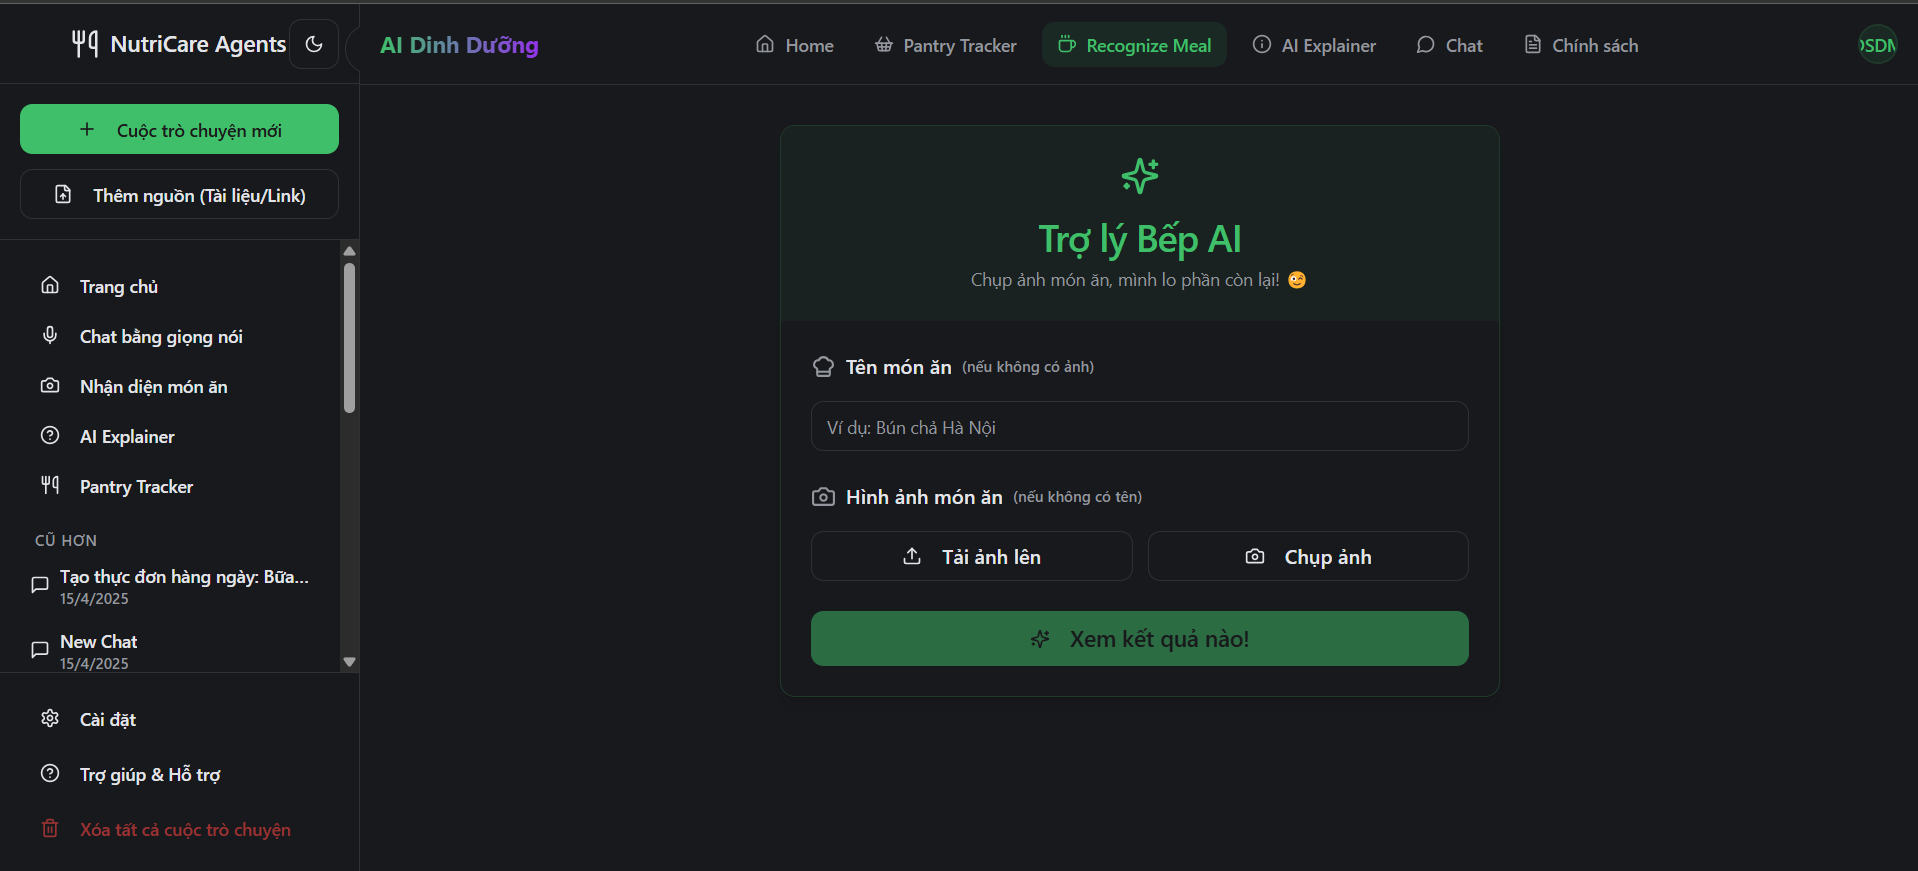 NutriCare Agents
Cuộc trò chuyện mới
Thêm nguồn (Tài liệu/Link)
Trang chủ
Chat bằng giọng nói
Nhận diện món ăn
AI Explainer
Pantry Tracker
CŨ HƠN
Tạo thực đơn hàng ngày: Bữa...
15/4/2025
New Chat
15/4/2025
Cài đặt
Trợ giúp & Hỗ trợ
Xóa tất cả cuộc trò chuyện
AI Dinh Dưỡng
Home
Pantry Tracker
Recognize Meal
AI Explainer
Chat
Chính sách
Trợ lý Bếp AI
Chụp ảnh món ăn, mình lo phần còn lại! 😉
Tên món ăn (nếu không có ảnh)
Ví dụ: Bún chả Hà Nội
Hình ảnh món ăn (nếu không có tên)
Tải ảnh lên
Chụp ảnh
Xem kết quả nào!